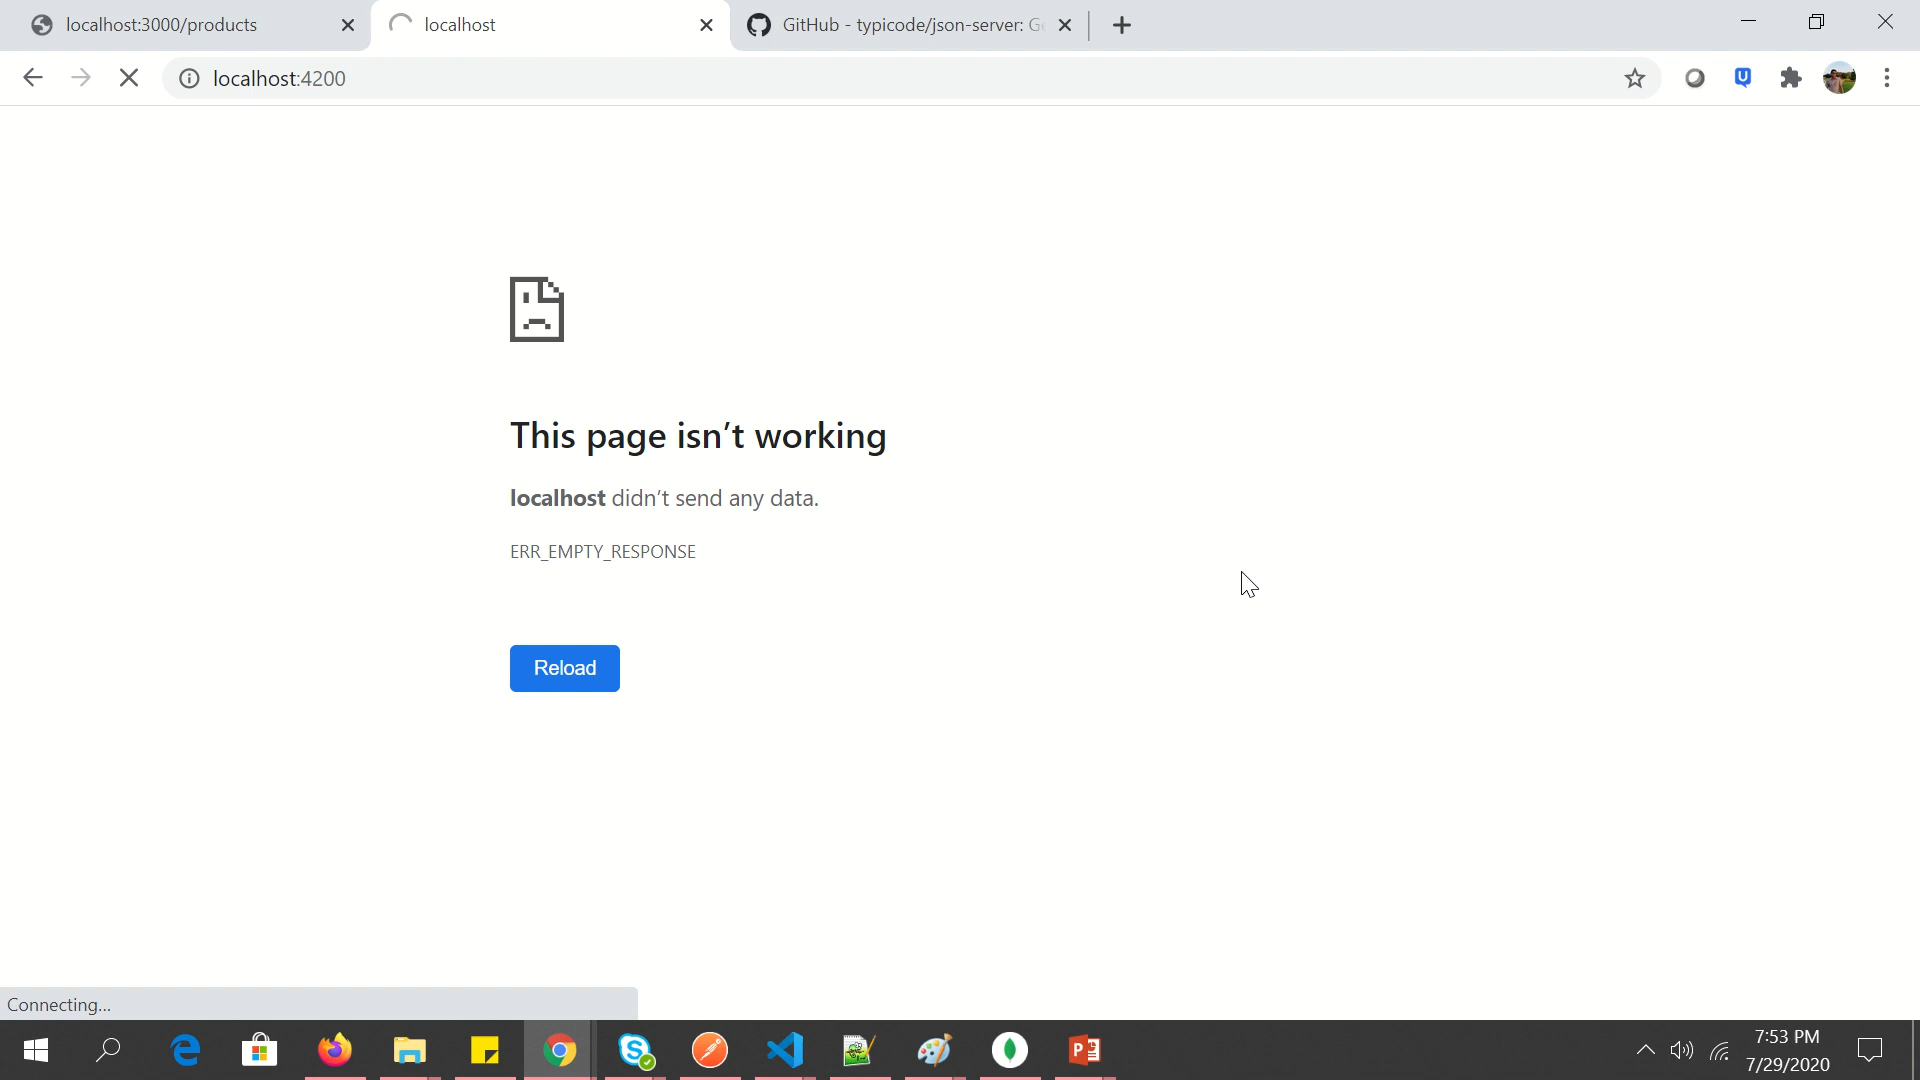 localhost:3000/products
localhost
GitHub - typicode/json-server: G
localhost:4200
This page isn’t working
localhost didn’t send any data.
ERR_EMPTY_RESPONSE
Reload
Connecting...
7:53 PM
7/29/2020